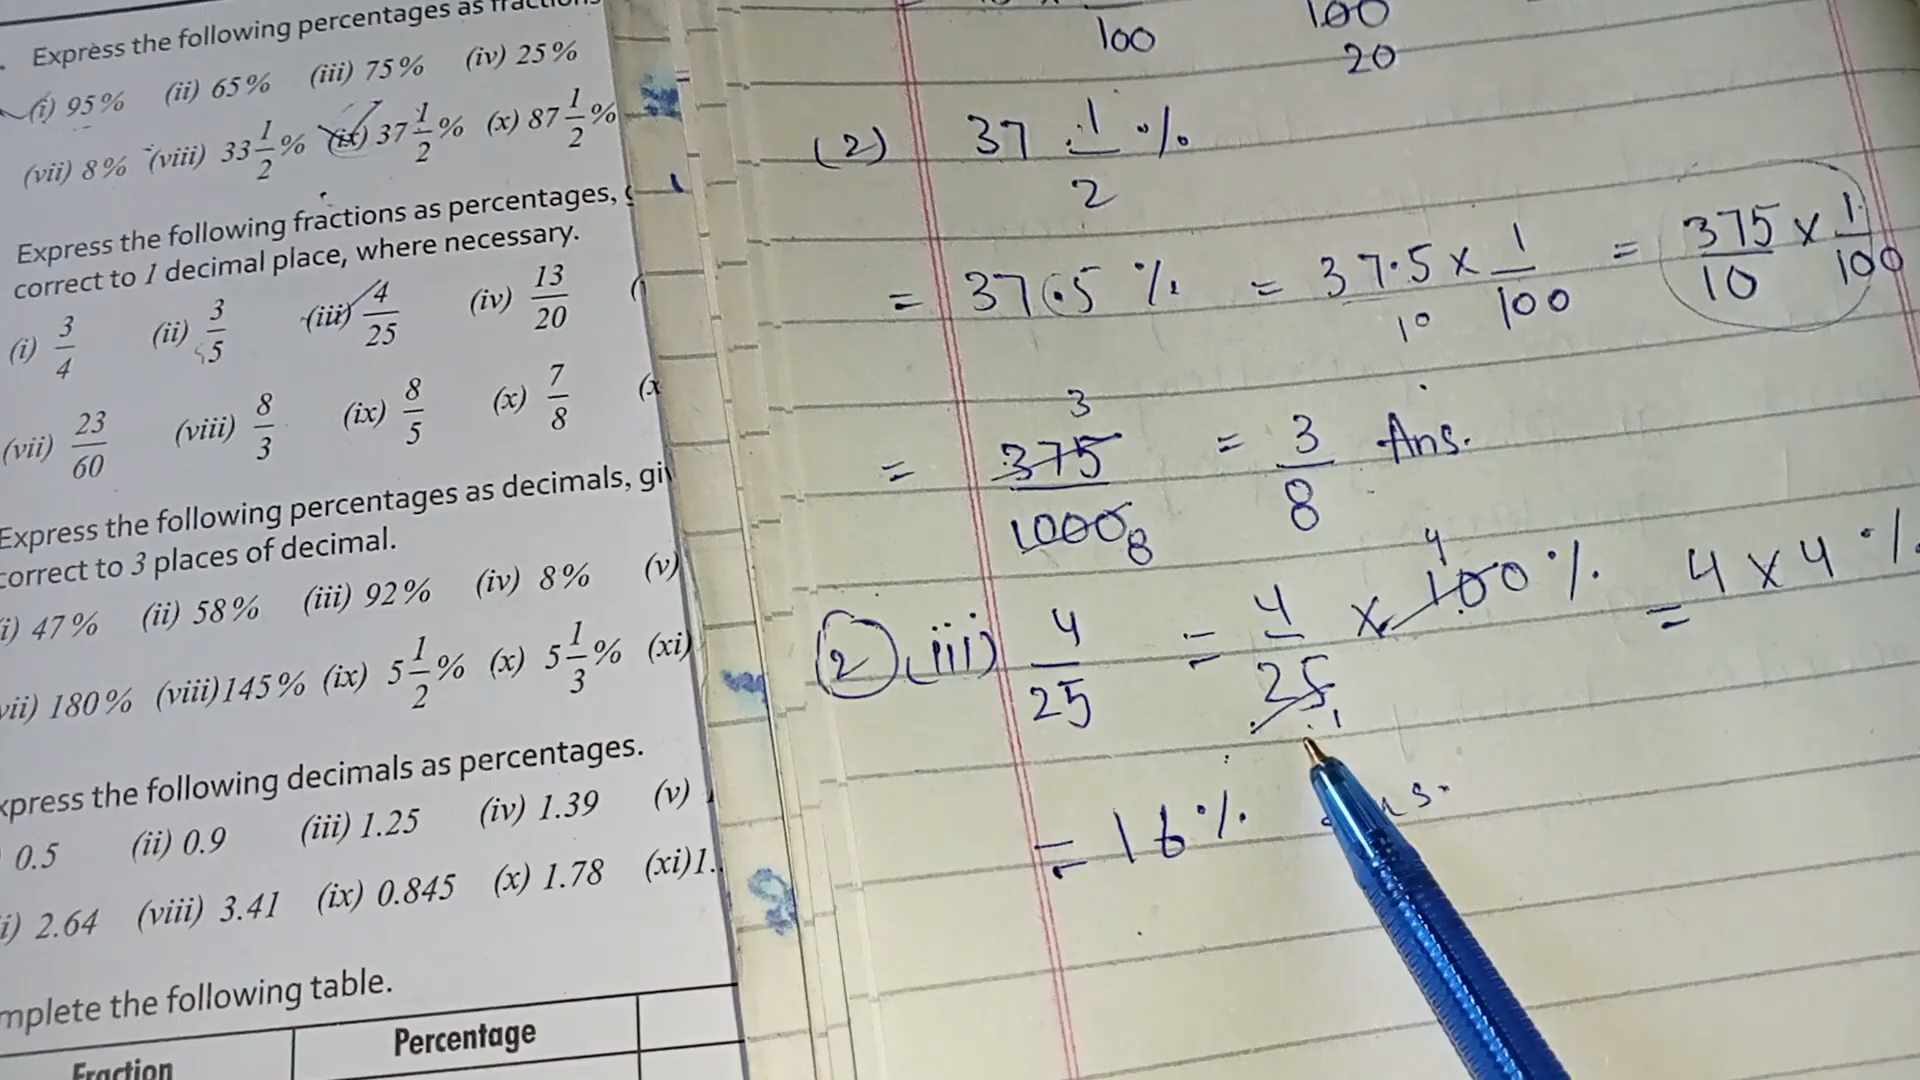 Express the following percentages as fractions
(i) 95% (ii) 65% (iii) 75% (iv) 25%
(vii) 8% (viii) 33 1/2 % (ix) 37 1/2 % (x) 87 1/2 %
Express the following fractions as percentages,
correct to 1 decimal place, where necessary.
(i) 3/4 (ii) 3/5 (iii) 4/25 (iv) 13/20
(vii) 23/60 (viii) 8/3 (ix) 8/5 (x) 7/8 (x
Express the following percentages as decimals, gi
correct to 3 places of decimal.
i) 47% (ii) 58% (iii) 92% (iv) 8% (v)
vii) 180% (viii) 145% (ix) 5 1/2 % (x) 5 1/3 % (xi)
xpress the following decimals as percentages.
0.5 (ii) 0.9 (iii) 1.25 (iv) 1.39 (v)
i) 2.64 (viii) 3.41 (ix) 0.845 (x) 1.78 (xi)1.
mplete the following table.
Fraction Percentage
100 100
20
(2) 37 1/2 %
= 37.5 % = 37.5/10 × 1/100 = 375/10 × 1/100
3
= 375/1000 = 3/8 Ans.
8
4
2 (iii) 4/25 = 4/25 × 100 % = 4 × 4 %
1
= 16 %